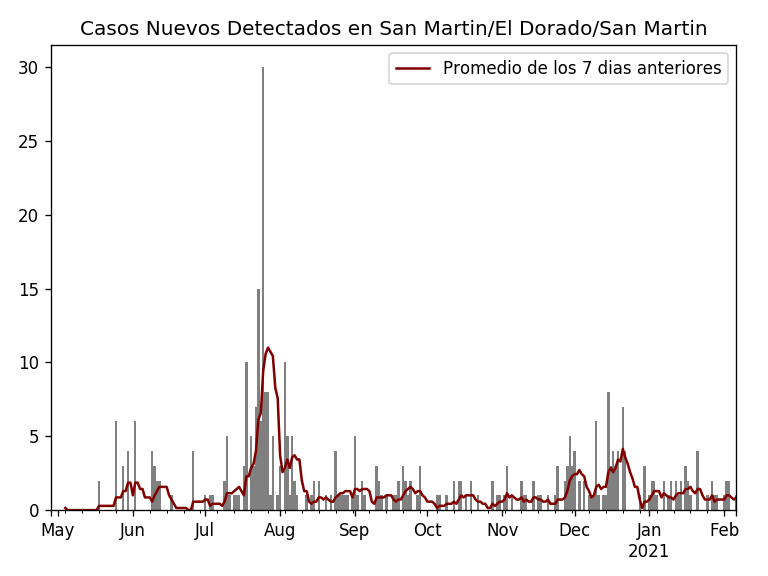 Casos Nuevos Detectados en San Martin/El Dorado/San Martin
Promedio de los 7 dias anteriores
30
25
20
15
10
5
0
May Jun Jul Aug Sep Oct Nov Dec Jan Feb
2021